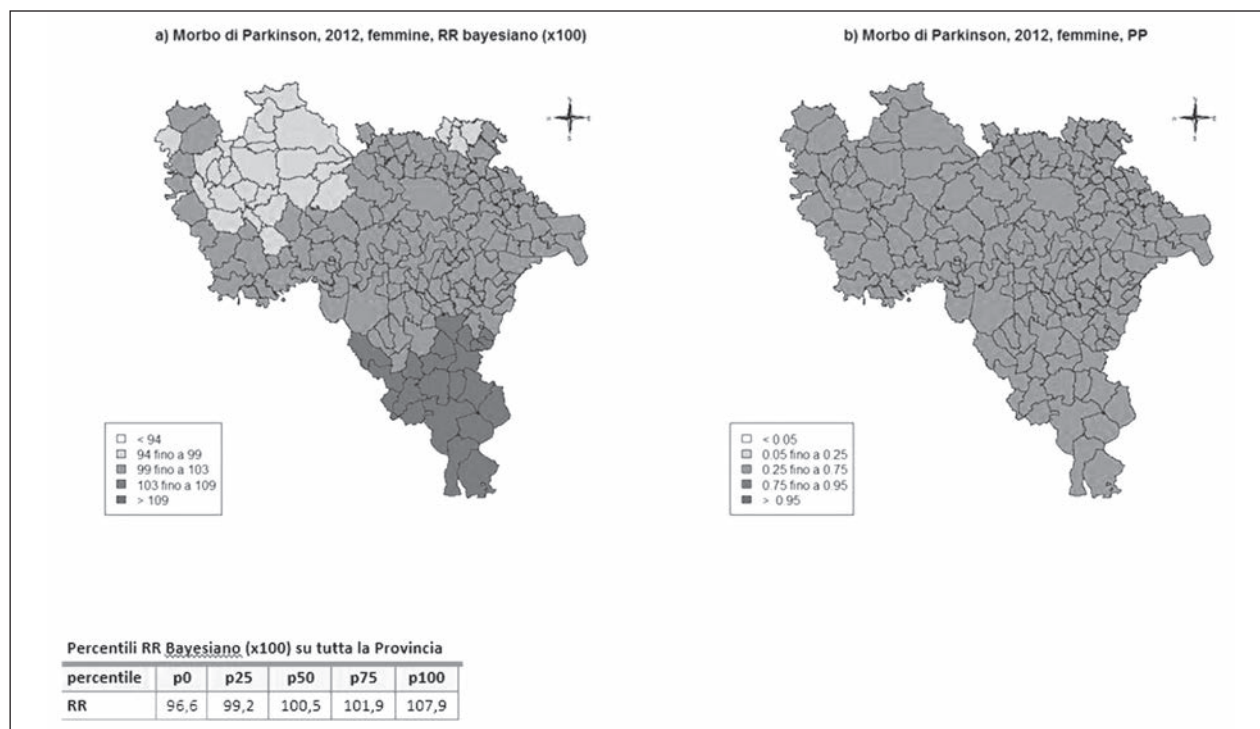 a) Morbo di Parkinson, 2012, femmine, RR bayesiano (x100)
b) Morbo di Parkinson, 2012, femmine, PP
< 94
94 fino a 99
99 fino a 103
103 fino a 109
> 109
< 0.05
0.05 fino a 0.25
0.25 fino a 0.75
0.75 fino a 0.95
> 0.95
Percentili RR Bayesiano (x100) su tutta la Provincia
percentile p0 p25 p50 p75 p100
RR 96,6 99,2 100,5 101,9 107,9